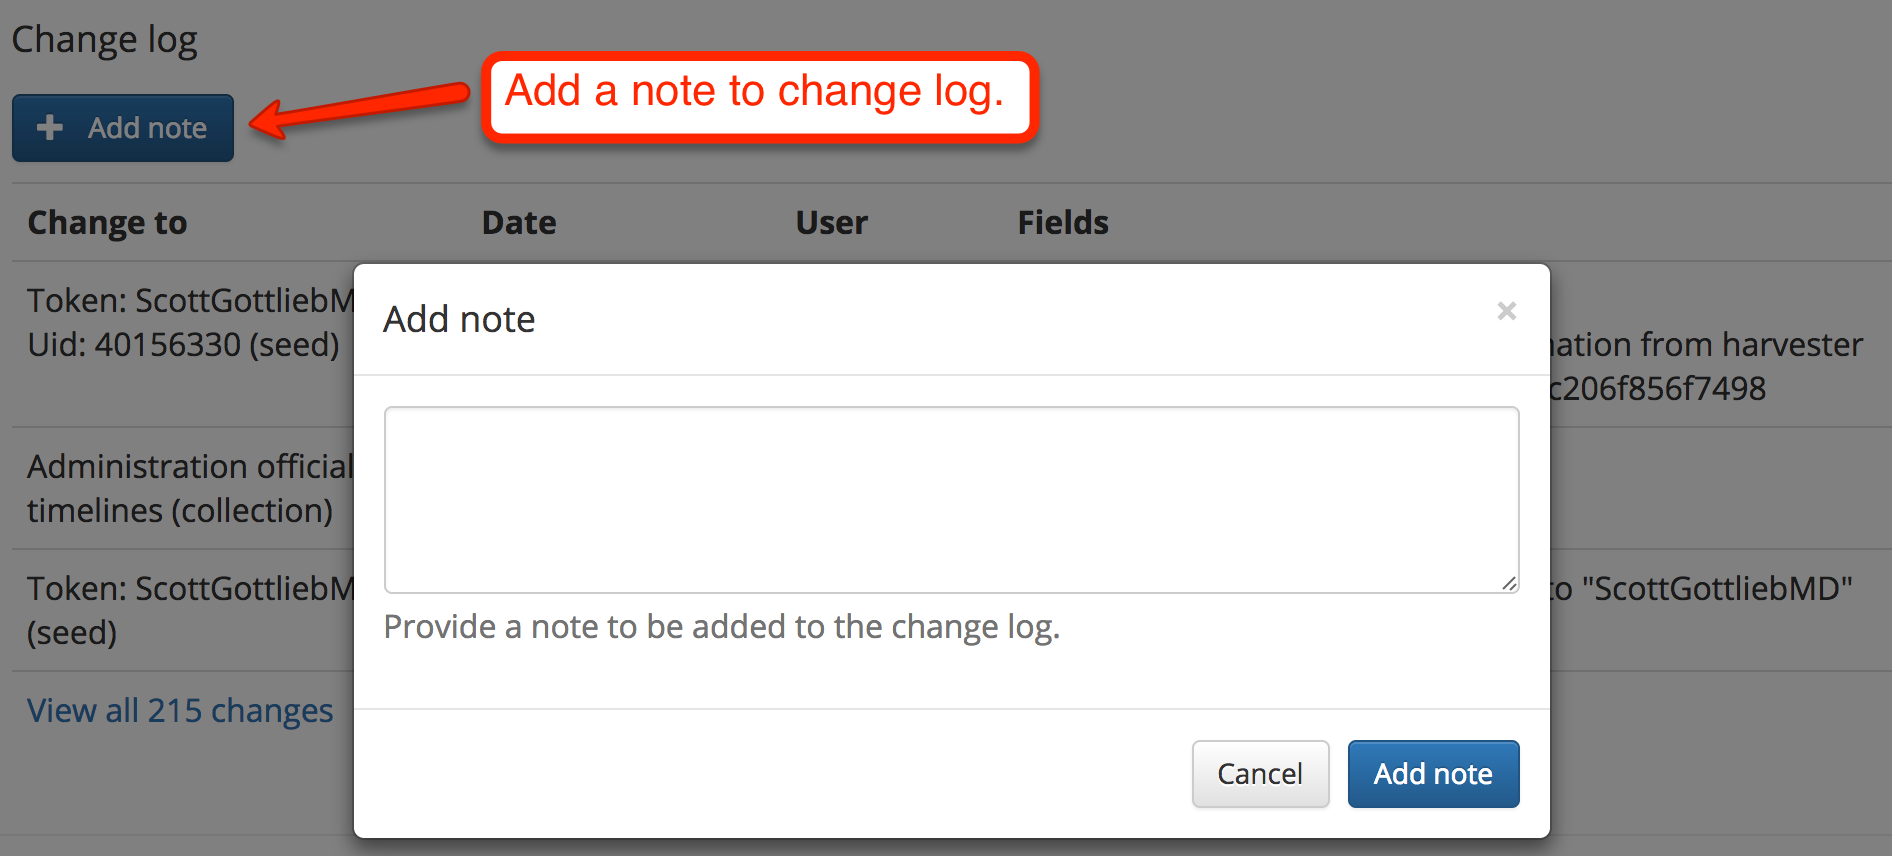 Change log
Add a note to change log.
Add note
Change to Date User Fields
Token: ScottGottliebM
Uid: 40156330 (seed)
from harvester
c206f856f7498
Administration official
timelines (collection)
Token: ScottGottliebM
(seed)
to "ScottGottliebMD"
View all 215 changes
Add note
×
Provide a note to be added to the change log.
Cancel
Add note